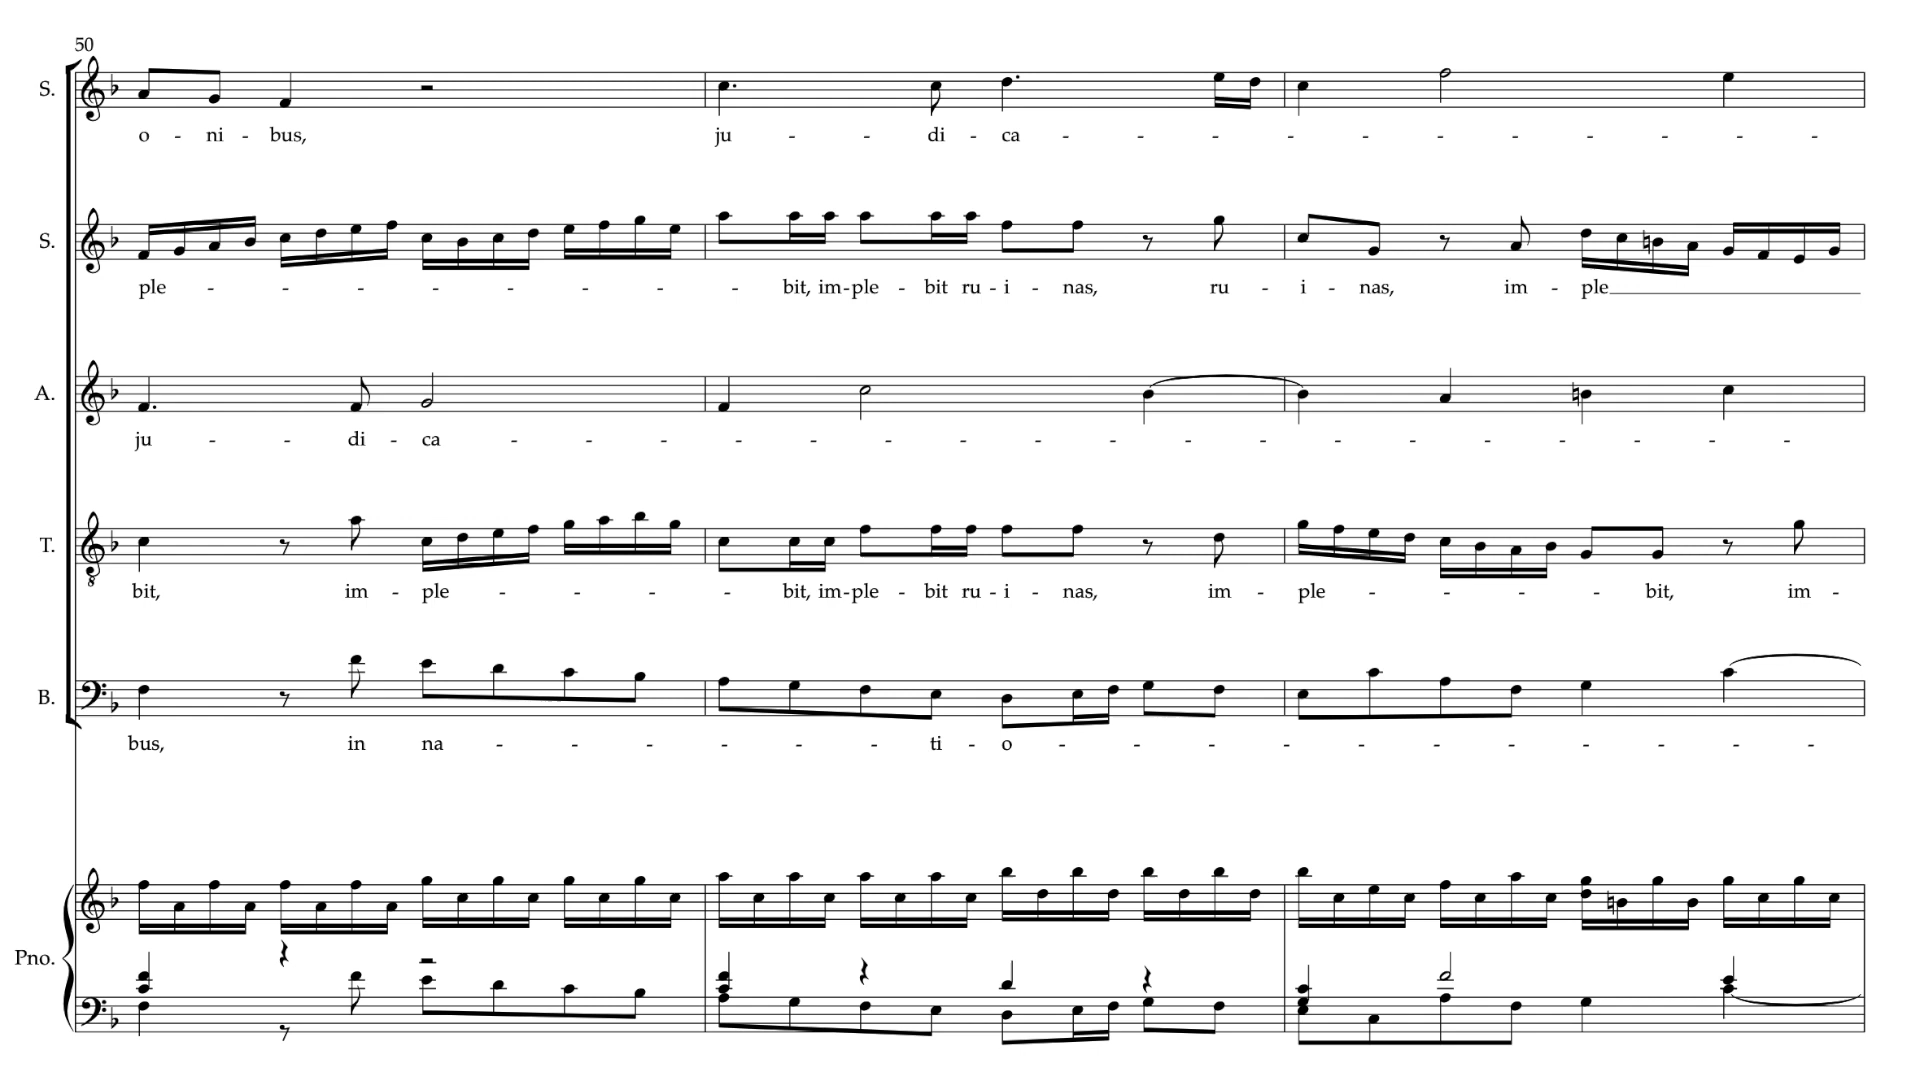 50
S.
o - ni - bus, ju - - di - ca - - - - - - - - - - -
S.
ple - - - - - - - - bit, im - ple - bit ru - i - nas, ru - i - nas, im - ple
A.
ju - - di - ca - - - - - - - - - - - - - - - - - -
T.
bit, im - ple - - - - bit, im - ple - bit ru - i - nas, im - ple - - - - bit, im -
B.
bus, in na - - - - - - ti - o - - - - - - - - - - -
Pno.